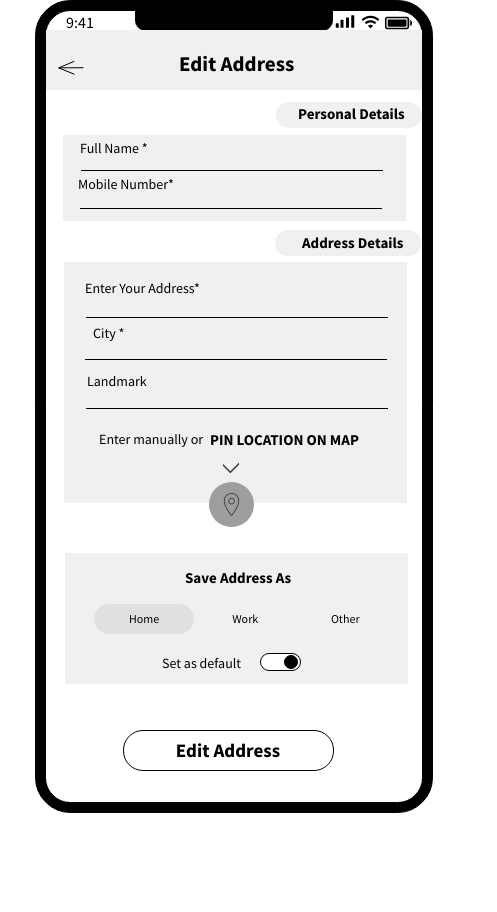 9:41
Edit Address
Personal Details
Full Name *
Mobile Number*
Address Details
Enter Your Address*
City *
Landmark
Enter manually or PIN LOCATION ON MAP
Save Address As
Home Work Other
Set as default
Edit Address